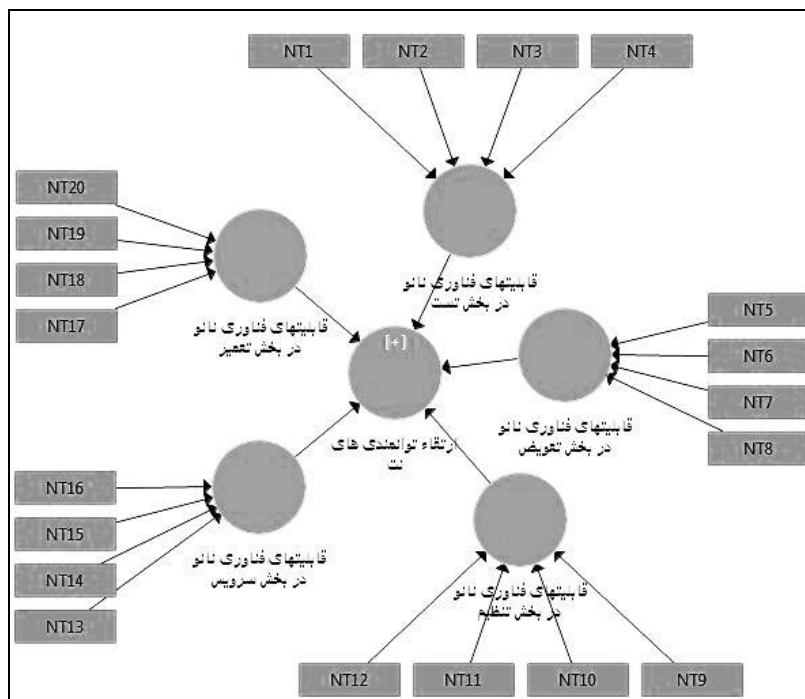 NT1
NT2
NT3
NT4
NT20
NT19
NT18
NT17
قابلیتهای فناوری نانو
در بخش تست
قابلیتهای فناوری نانو
در بخش تعمیر
[+]
NT5
NT6
NT7
NT8
قابلیتهای فناوری نانو
در بخش تعویض
ارتقاء توانمندی های
نت
NT16
NT15
NT14
NT13
قابلیتهای فناوری نانو
در بخش سرویس
قابلیتهای فناوری نانو
در بخش تنظیم
NT12
NT11
NT10
NT9